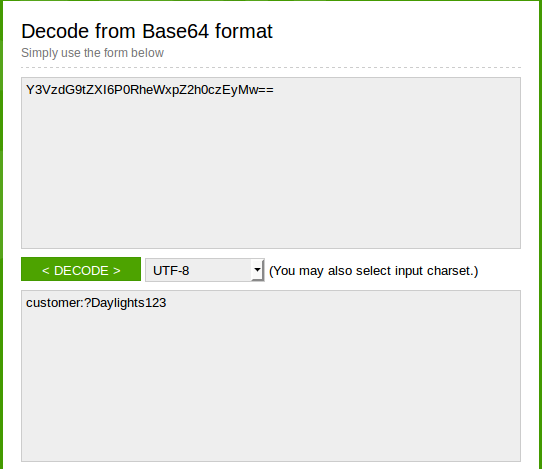 Decode from Base64 format
Simply use the form below
Y3VzdG9tZXI6P0RheWxpZ2h0czEyMw==
< DECODE > UTF-8 (You may also select input charset.)
customer:?Daylights123